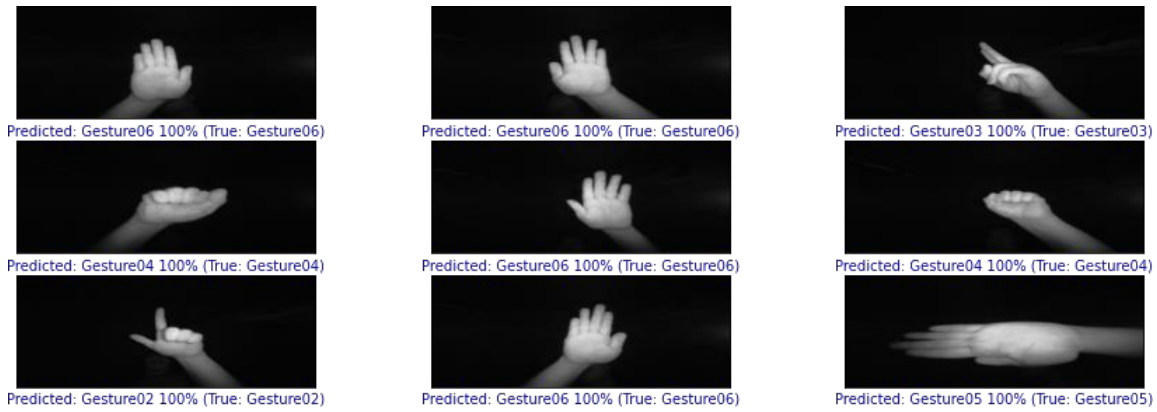 Predicted: Gesture06 100% (True: Gesture06)
Predicted: Gesture06 100% (True: Gesture06)
Predicted: Gesture03 100% (True: Gesture03)
Predicted: Gesture04 100% (True: Gesture04)
Predicted: Gesture06 100% (True: Gesture06)
Predicted: Gesture04 100% (True: Gesture04)
Predicted: Gesture02 100% (True: Gesture02)
Predicted: Gesture06 100% (True: Gesture06)
Predicted: Gesture05 100% (True: Gesture05)